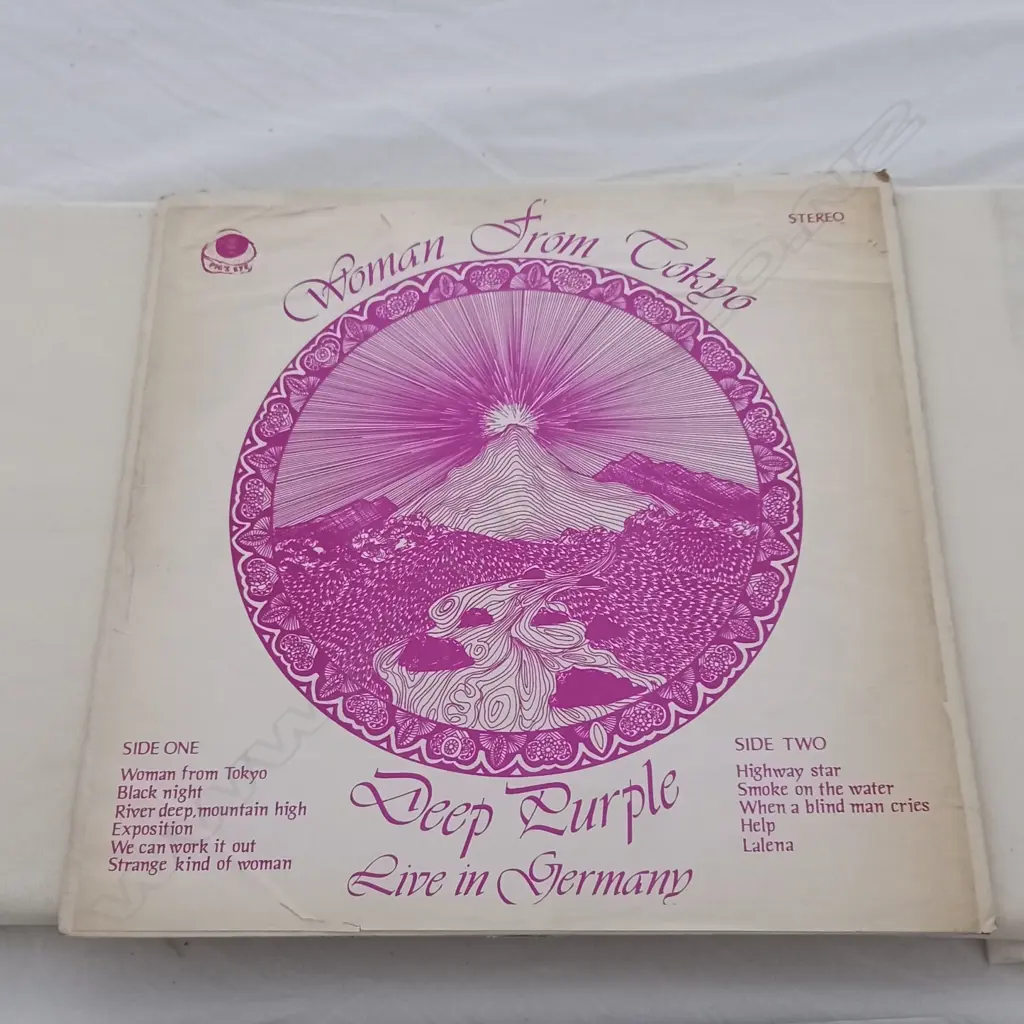 PIG'S EYE
STEREO
Woman From Tokyo
Deep Purple
Live in Germany
SIDE ONE
Woman from Tokyo
Black night
River deep,mountain high
Exposition
We can work it out
Strange kind of woman
SIDE TWO
Highway star
Smoke on the water
When a blind man cries
Help
Lalena